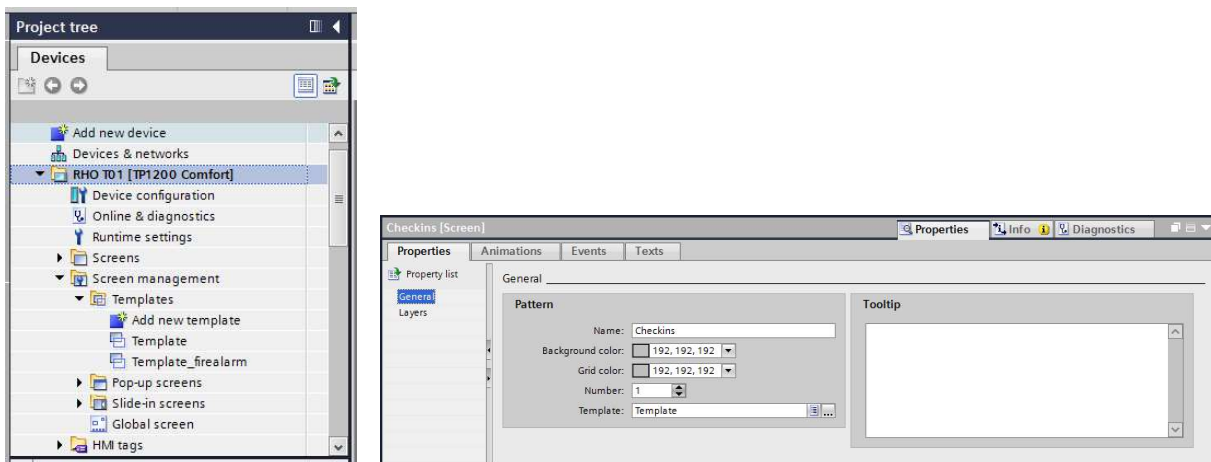 Project tree
Devices
Add new device
Devices & networks
RHO T01 [TP1200 Comfort]
Device configuration
Online & diagnostics
Runtime settings
Screens
Screen management
Templates
Add new template
Template
Template_firealarm
Pop-up screens
Slide-in screens
Global screen
HMI tags
Checkins [Screen]
Properties Info Diagnostics
Properties Animations Events Texts
Property list
General
Layers
General
Pattern
Name: Checkins
Background color: 192, 192, 192
Grid color: 192, 192, 192
Number: 1
Template: Template
...
Tooltip